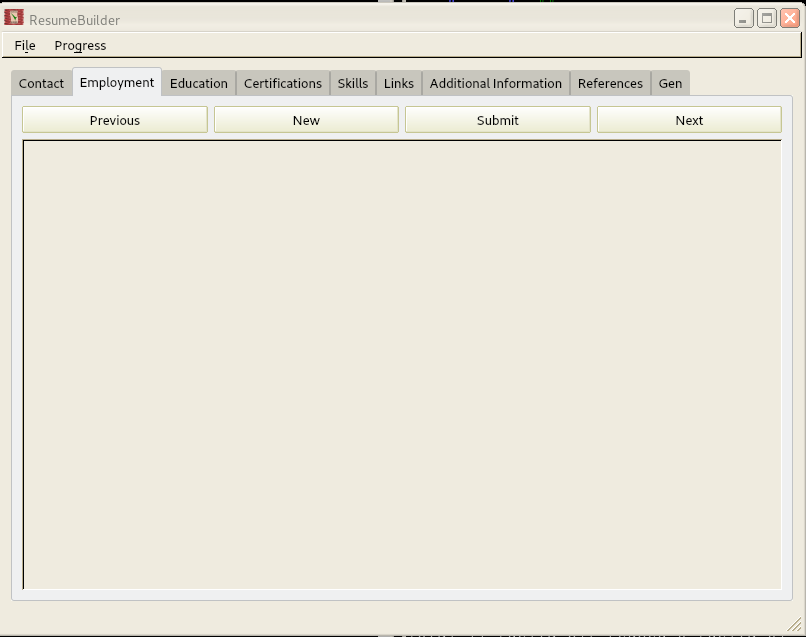 ResumeBuilder
File Progress
Contact Employment Education Certifications Skills Links Additional Information References Gen
Previous New Submit Next